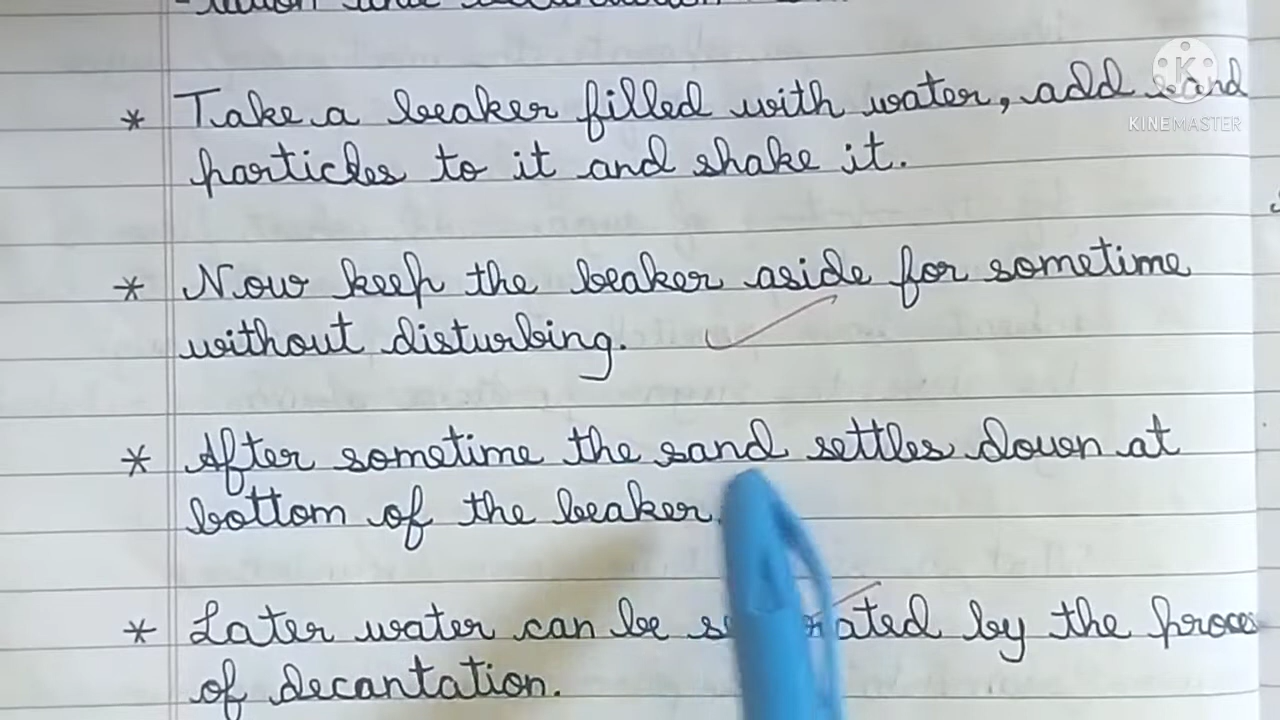 * Take a beaker filled with water, add sand
particles to it and shake it.
KINEMASTER
* Now keep the beaker aside for sometime
without disturbing.
* After sometime the sand settles down at
bottom of the beaker.
* Later water can be by the process
of decantation.